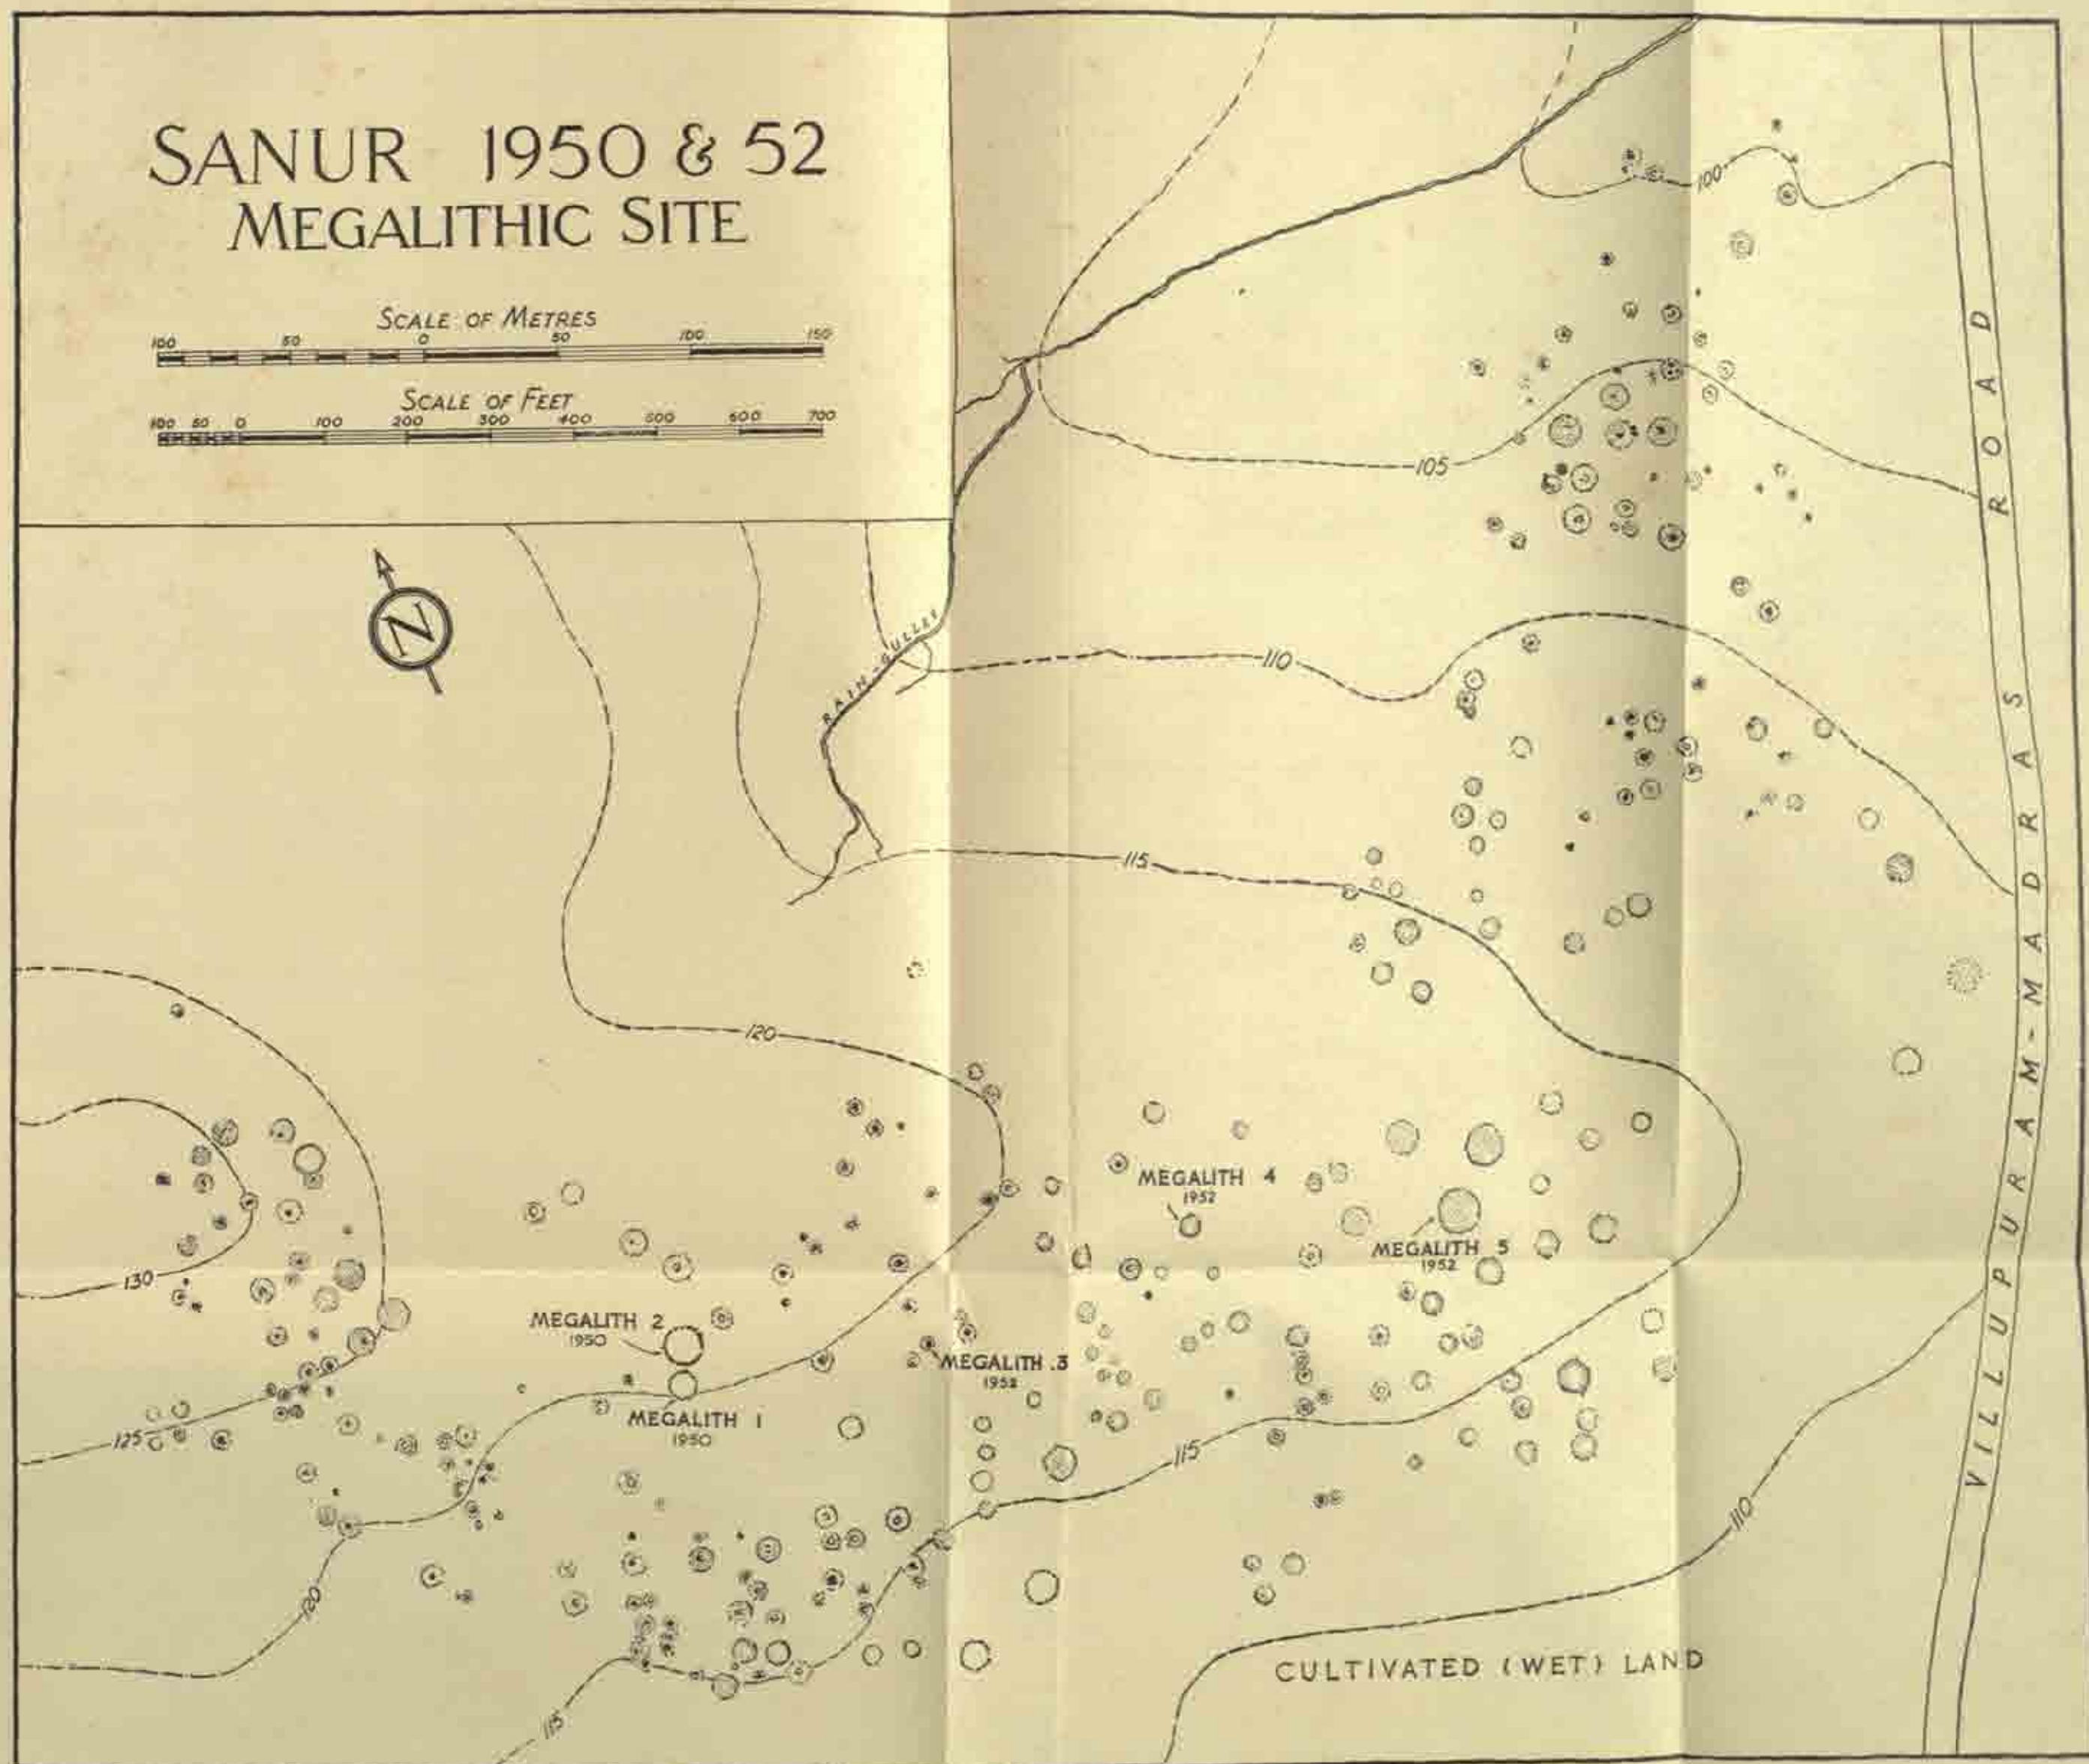 SANUR 1950 & 52
MEGALITHIC SITE
SCALE OF METRES
100 50 0 50 100 150
SCALE OF FEET
100 50 0 100 200 300 400 500 600 700
N
RAIN-GULLEY
100
105
110
115
120
130
125
120
115
115
110
MEGALITH 4
1952
MEGALITH 5
1952
MEGALITH 2
1950
MEGALITH 3
1952
MEGALITH 1
1950
CULTIVATED (WET) LAND
VILLUPURAM-MADRAS ROAD